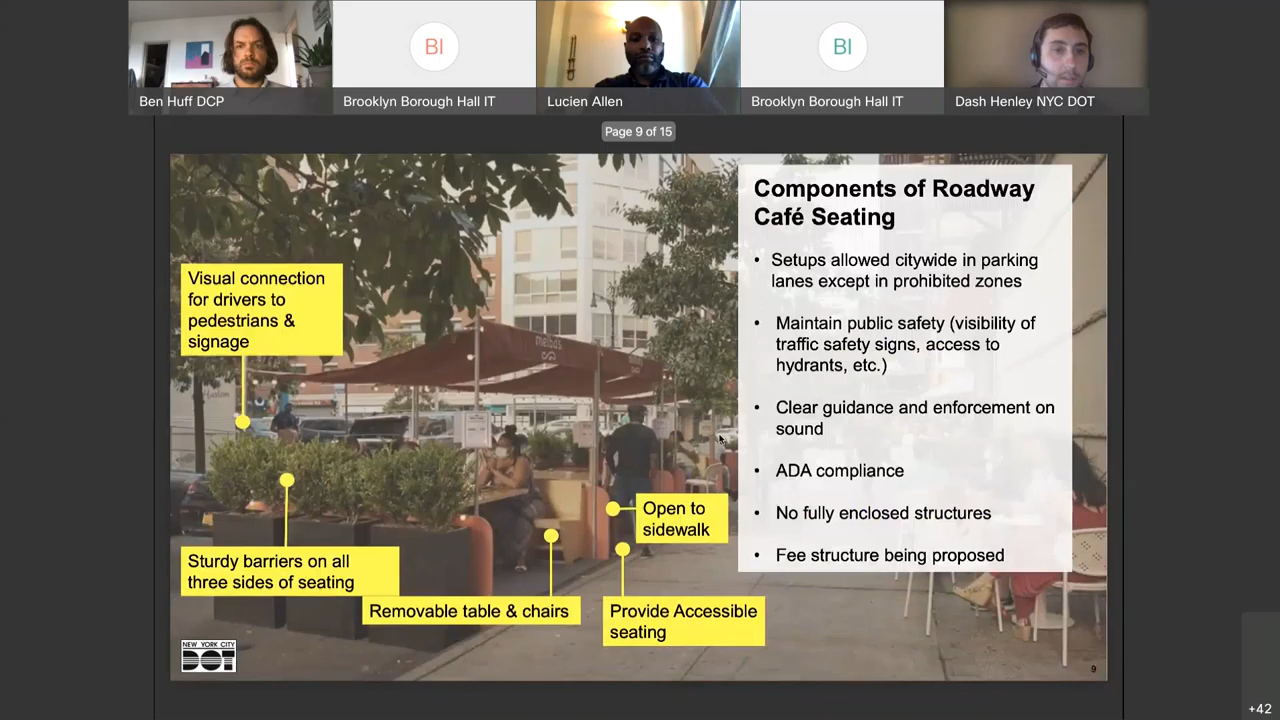 BI
BI
Ben Huff DCP
Brooklyn Borough Hall IT
Lucien Allen
Brooklyn Borough Hall IT
Dash Henley NYC DOT
Page 9 of 15
Components of Roadway
Café Seating
• Setups allowed citywide in parking
lanes except in prohibited zones
• Maintain public safety (visibility of
traffic safety signs, access to
hydrants, etc.)
• Clear guidance and enforcement on
sound
• ADA compliance
• No fully enclosed structures
• Fee structure being proposed
Visual connection
for drivers to
pedestrians &
signage
melba's
Open to
sidewalk
Sturdy barriers on all
three sides of seating
Removable table & chairs
Provide Accessible
seating
NEW YORK CITY
DOT
9
+42